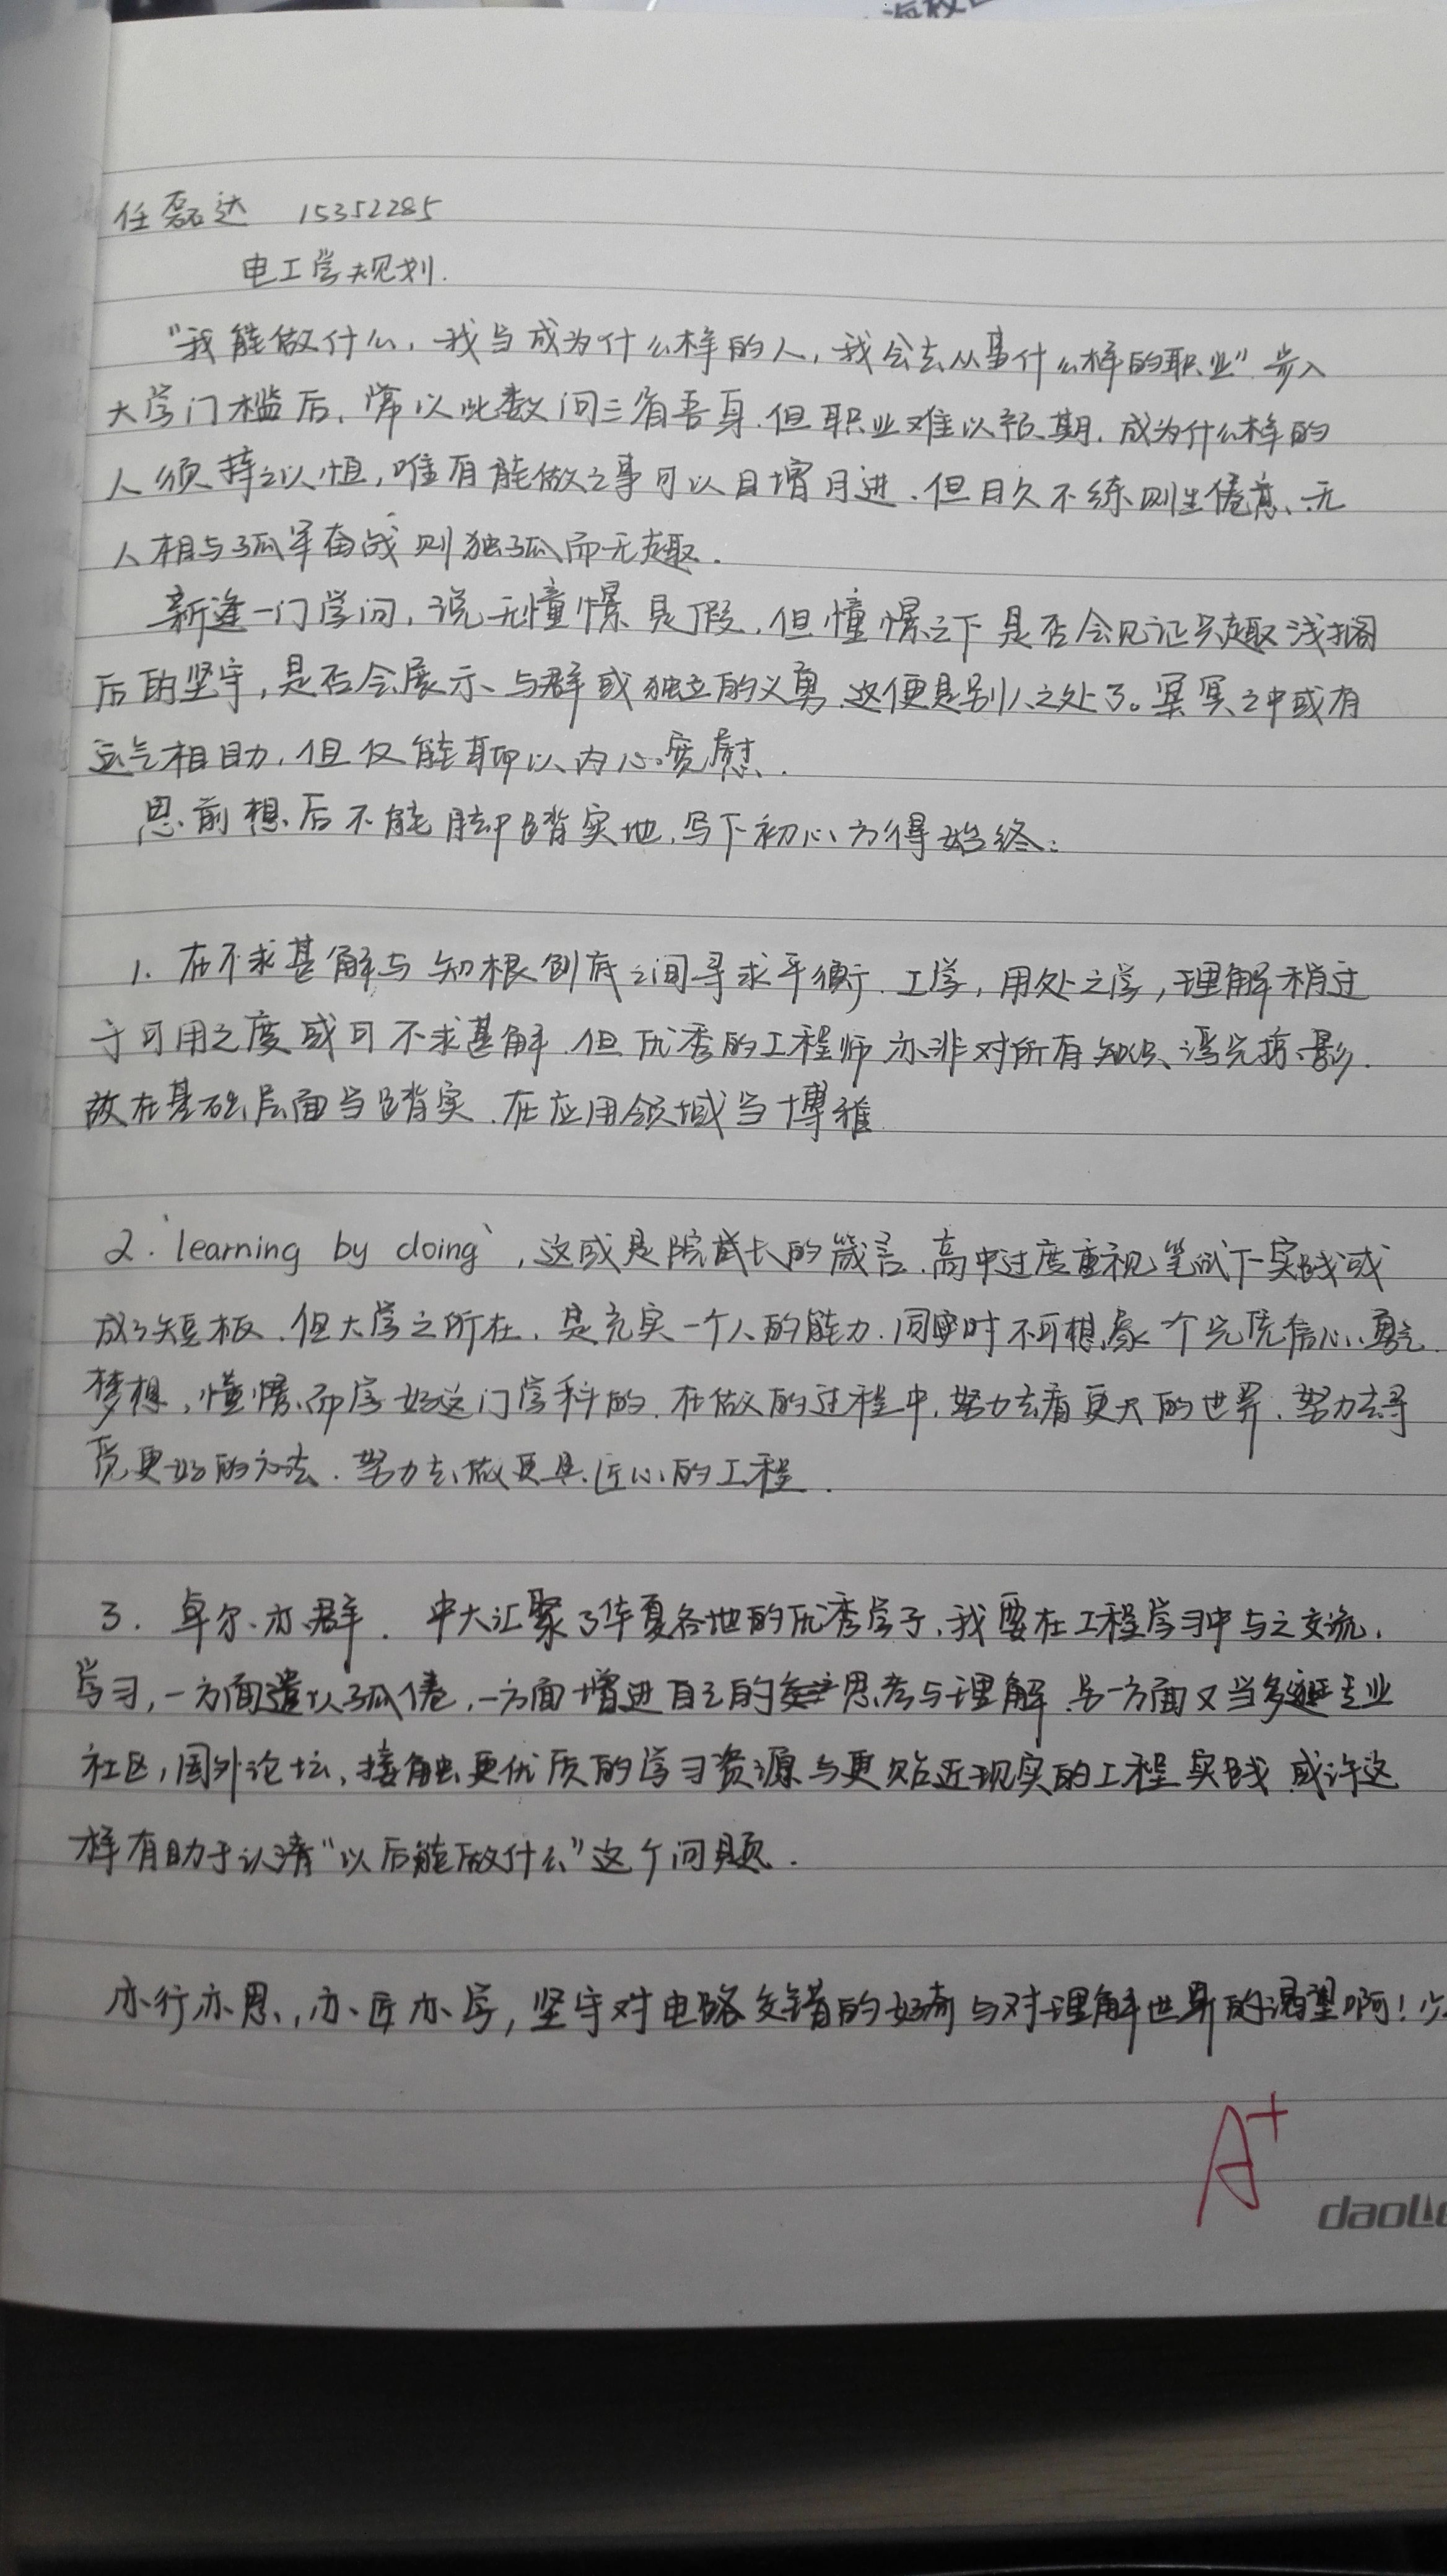 海校
任磊达 15352285
电工学规划.
"我能做什么,我当成为什么样的人,我会去从事什么样的职业"步入
大学门槛后,常以此数问三省吾身.但职业难以预期.成为什么样的
人须持之以恒,唯有能做之事可以日增月进.但日久不练则生倦意、无
人相与孤军奋战则独孤而无趣.
新逢一门学问,说无憧憬是假,但憧憬之下是否会见证兴趣浅搁
后的坚守,是否会展示与群或独立的义勇.这便是别人之处了。冥冥之中或有
运气相助,但仅能聊以内心宽慰.
思前想后不能脚踏实地,写下初心方得始终:
1. 在不求甚解与知根刨底之间寻求平衡.工学,用处之学,理解稍过
于可用之度或可不求甚解.但优秀的工程师亦非对所有知识浮光掠影.
故在基础层面当踏实.在应用领域当博雅
2. 'learning by doing',这或是院长的箴言.高中过度重视笔试下实践或
成了短板.但大学之所在,是充实一个人的能力.同时不可想象一个光凭信心、勇气
梦想、憧憬而学好这门学科的.在做的过程中,努力去看更大的世界.努力去寻
觅更好的方法.努力去做更具匠心的工程.
3. 卓尔亦群. 中大汇聚了华夏各地的优秀学子,我要在工程学习中与之交流,
学习,一方面遣以孤倦,一方面增进自己的思考与理解.另一方面又当多逛专业
社区,国外论坛,接触更优质的学习资源与更贴近现实的工程实践.或许这
样有助于认清"以后能做什么"这个问题.
亦行亦思,亦匠亦学,坚守对电路交错的好奇与对理解世界的渴望啊!
A+